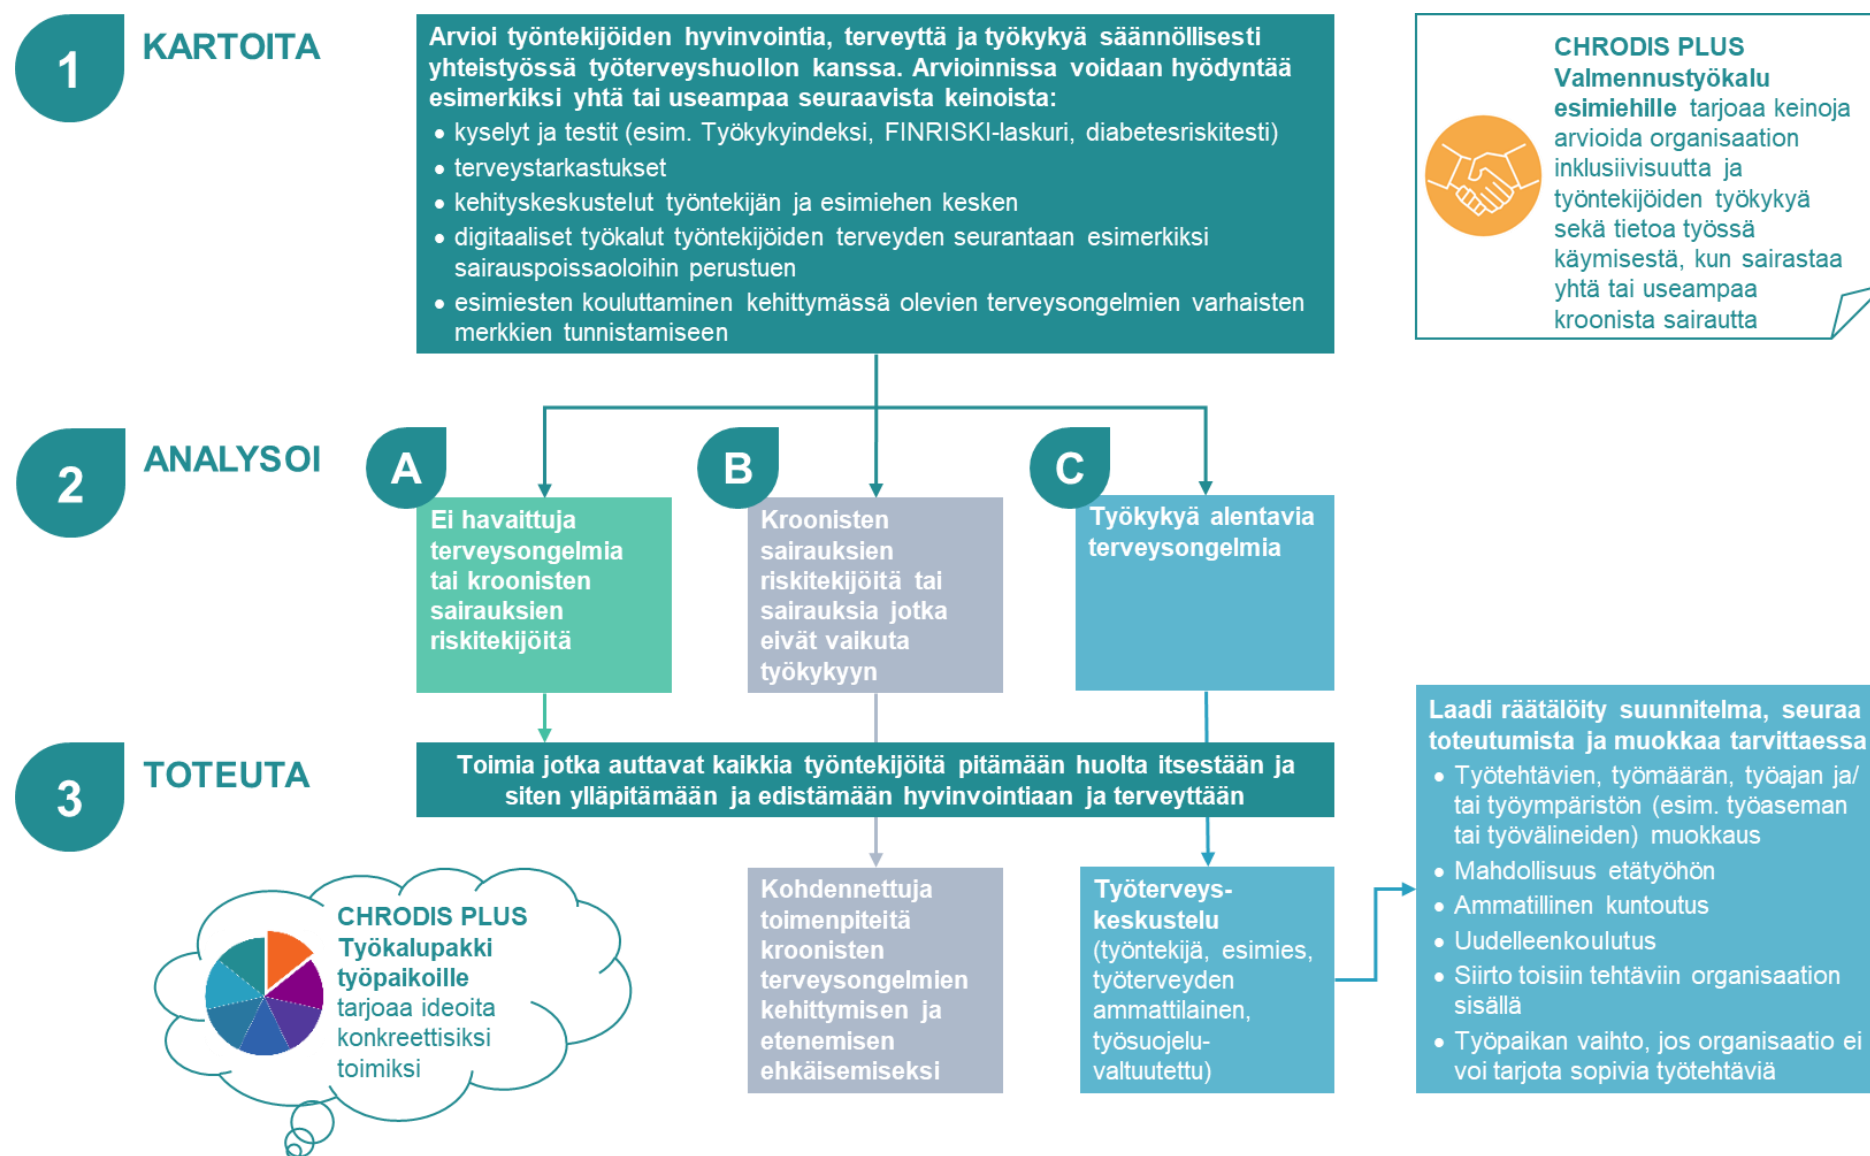 1
KARTOITA
Arvioi työntekijöiden hyvinvointia, terveyttä ja työkykyä säännöllisesti
yhteistyössä työterveyshuollon kanssa. Arvioinnissa voidaan hyödyntää
esimerkiksi yhtä tai useampaa seuraavista keinoista:
• kyselyt ja testit (esim. Työkykyindeksi, FINRISKI-laskuri, diabetesriskitesti)
• terveystarkastukset
• kehityskeskustelut työntekijän ja esimiehen kesken
• digitaaliset työkalut työntekijöiden terveyden seurantaan esimerkiksi
sairauspoissaoloihin perustuen
• esimiesten kouluttaminen kehittymässä olevien terveysongelmien varhaisten
merkkien tunnistamiseen
CHRODIS PLUS
Valmennustyökalu
esimiehille tarjoaa keinoja
arvioida organisaation
inklusiivisuutta ja
työntekijöiden työkykyä
sekä tietoa työssä
käymisestä, kun sairastaa
yhtä tai useampaa
kroonista sairautta
2
ANALYSOI
A
Ei havaittuja
terveysongelmia
tai kroonisten
sairauksien
riskitekijöitä
B
Kroonisten
sairauksien
riskitekijöitä tai
sairauksia jotka
eivät vaikuta
työkykyyn
C
Työkykyä alentavia
terveysongelmia
3
TOTEUTA
Toimia jotka auttavat kaikkia työntekijöitä pitämään huolta itsestään ja
siten ylläpitämään ja edistämään hyvinvointiaan ja terveyttään
CHRODIS PLUS
Työkalupakki
työpaikoille
tarjoaa ideoita
konkreettisiksi
toimiksi
Kohdennettuja
toimenpiteitä
kroonisten
terveysongelmien
kehittymisen ja
etenemisen
ehkäisemiseksi
Työterveys-
keskustelu
(työntekijä, esimies,
työterveyden
ammattilainen,
työsuojelu-
valtuutettu)
Laadi räätälöity suunnitelma, seuraa
toteutumista ja muokkaa tarvittaessa
• Työtehtävien, työmäärän, työajan ja/
tai työympäristön (esim. työaseman
tai työvälineiden) muokkaus
• Mahdollisuus etätyöhön
• Ammatillinen kuntoutus
• Uudelleenkoulutus
• Siirto toisiin tehtäviin organisaation
sisällä
• Työpaikan vaihto, jos organisaatio ei
voi tarjota sopivia työtehtäviä